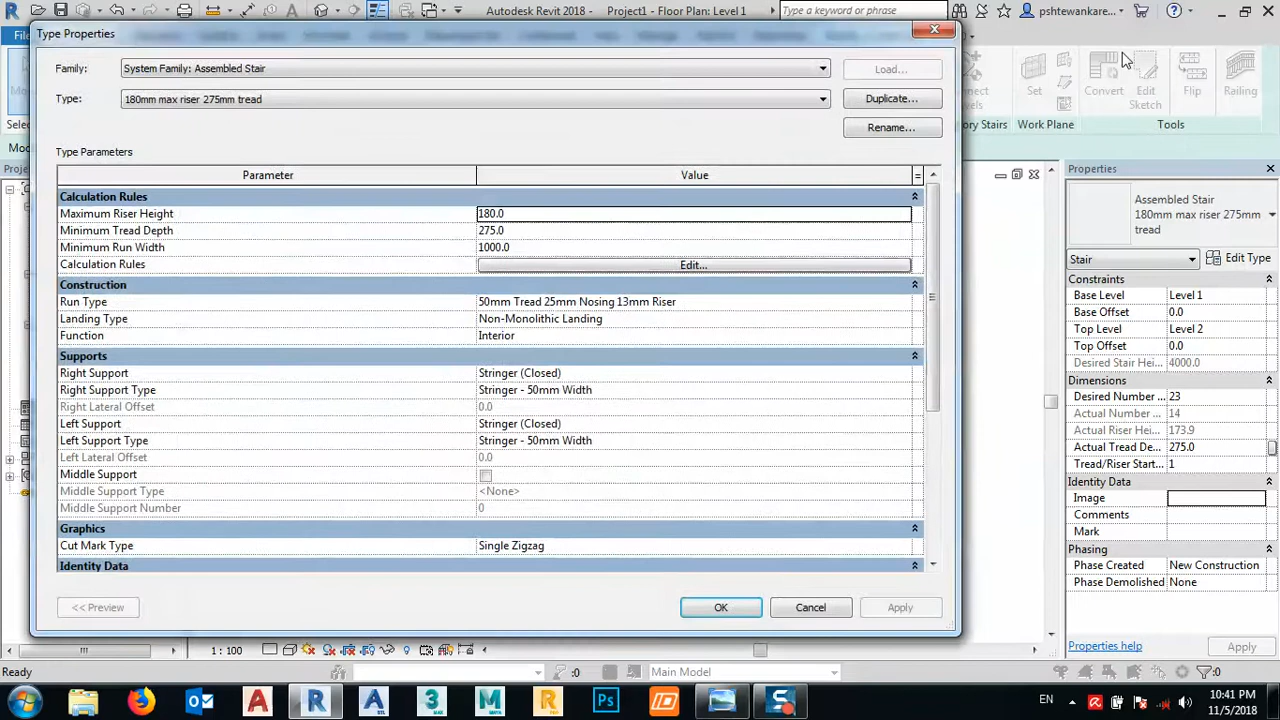 Autodesk Revit 2018 - Project1 - Floor Plan: Level 1
Type a keyword or phrase
pshtewankare...
Type Properties
Family:
System Family: Assembled Stair
Load...
Type:
180mm max riser 275mm tread
Duplicate...
Rename...
Type Parameters
Parameter
Value
=
Calculation Rules
Maximum Riser Height
180.0
Minimum Tread Depth
275.0
Minimum Run Width
1000.0
Calculation Rules
Edit...
Construction
Run Type
50mm Tread 25mm Nosing 13mm Riser
Landing Type
Non-Monolithic Landing
Function
Interior
Supports
Right Support
Stringer (Closed)
Right Support Type
Stringer - 50mm Width
Right Lateral Offset
0.0
Left Support
Stringer (Closed)
Left Support Type
Stringer - 50mm Width
Left Lateral Offset
0.0
Middle Support
Middle Support Type
<None>
Middle Support Number
0
Graphics
Cut Mark Type
Single Zigzag
Identity Data
<< Preview
OK
Cancel
Apply
Set
Convert
Edit
Sketch
Flip
Railing
Work Plane
Tools
Properties
Assembled Stair
180mm max riser 275mm
tread
Stair
Edit Type
Constraints
Base Level
Level 1
Base Offset
0.0
Top Level
Level 2
Top Offset
0.0
Desired Stair Hei...
4000.0
Dimensions
Desired Number ...
23
Actual Number ...
14
Actual Riser Hei...
173.9
Actual Tread De...
275.0
Tread/Riser Start...
1
Identity Data
Image
Comments
Mark
Phasing
Phase Created
New Construction
Phase Demolished
None
Properties help
Apply
1 : 100
Ready
:0
Main Model
:0
EN
10:41 PM
11/5/2018